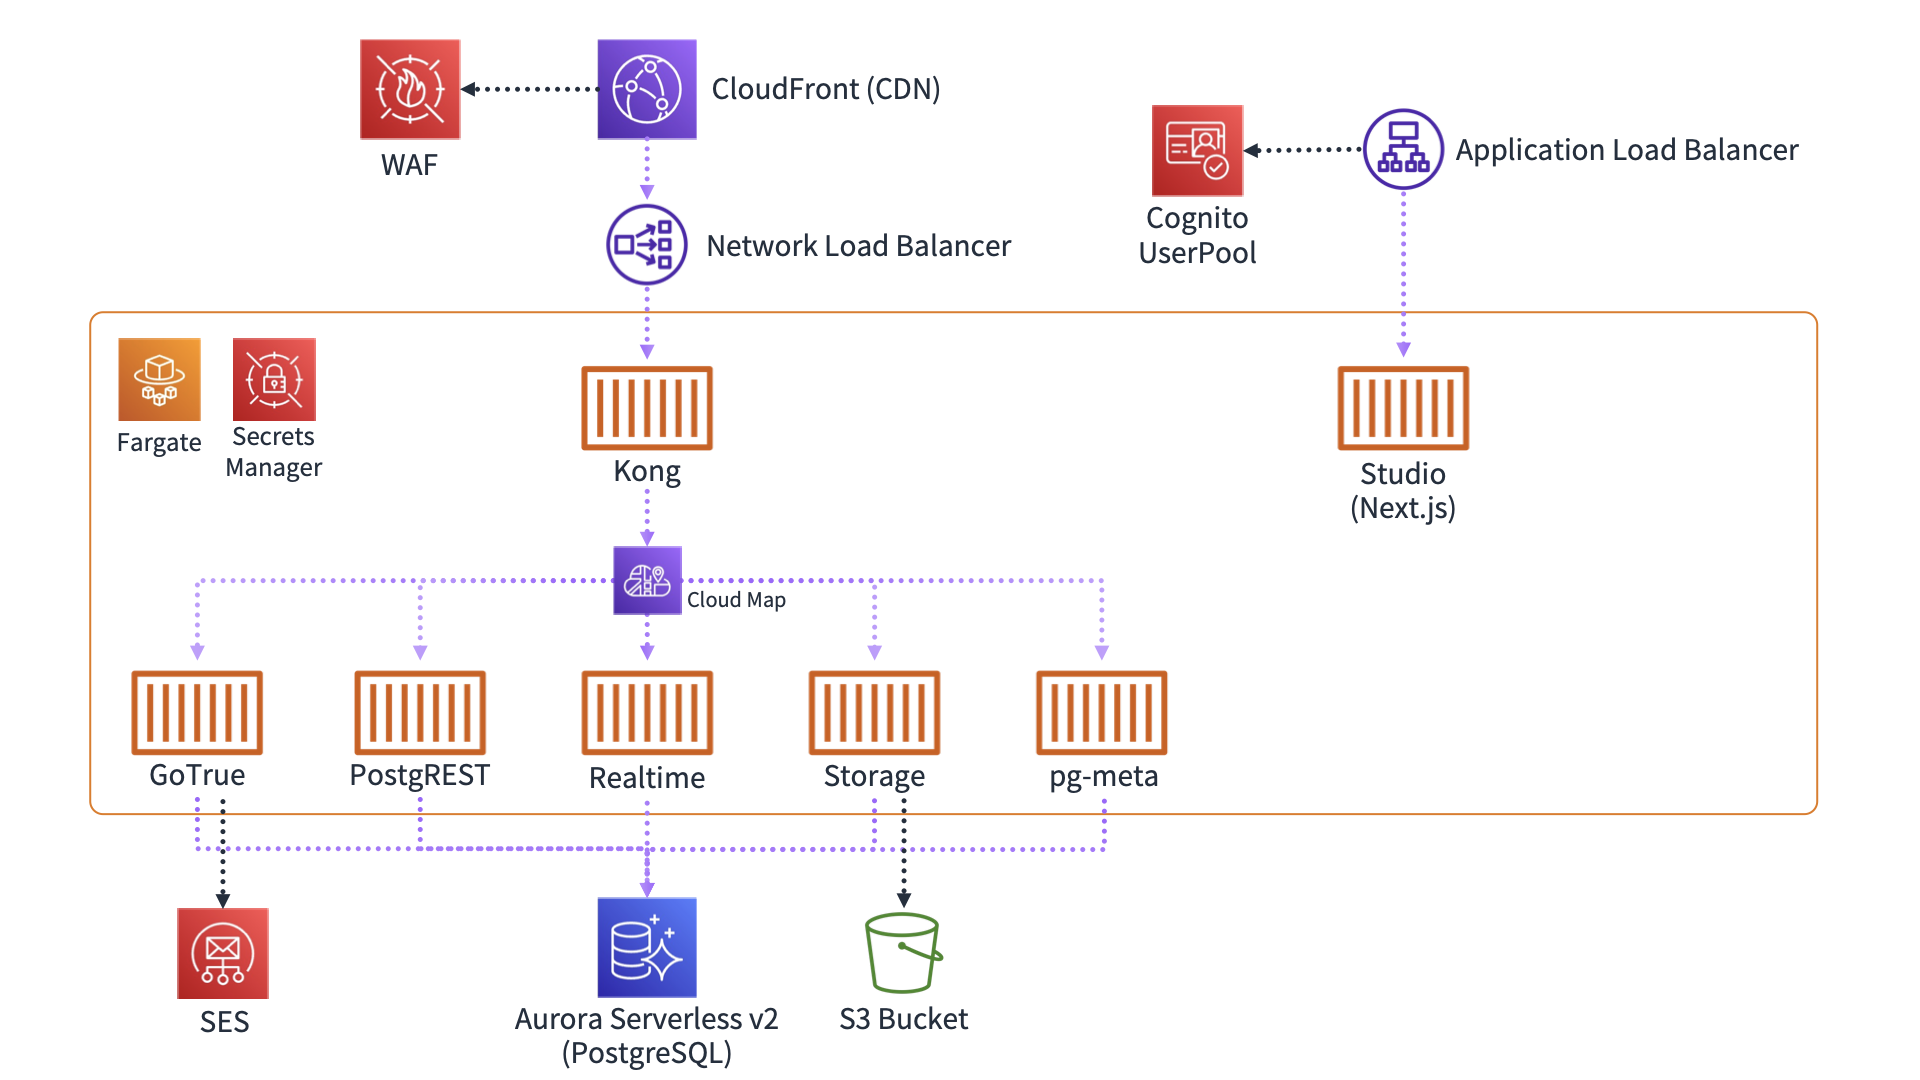 CloudFront (CDN)
WAF
Application Load Balancer
Cognito
UserPool
Network Load Balancer
Fargate
Secrets
Manager
Kong
Studio
(Next.js)
Cloud Map
GoTrue
PostgREST
Realtime
Storage
pg-meta
SES
Aurora Serverless v2
(PostgreSQL)
S3 Bucket